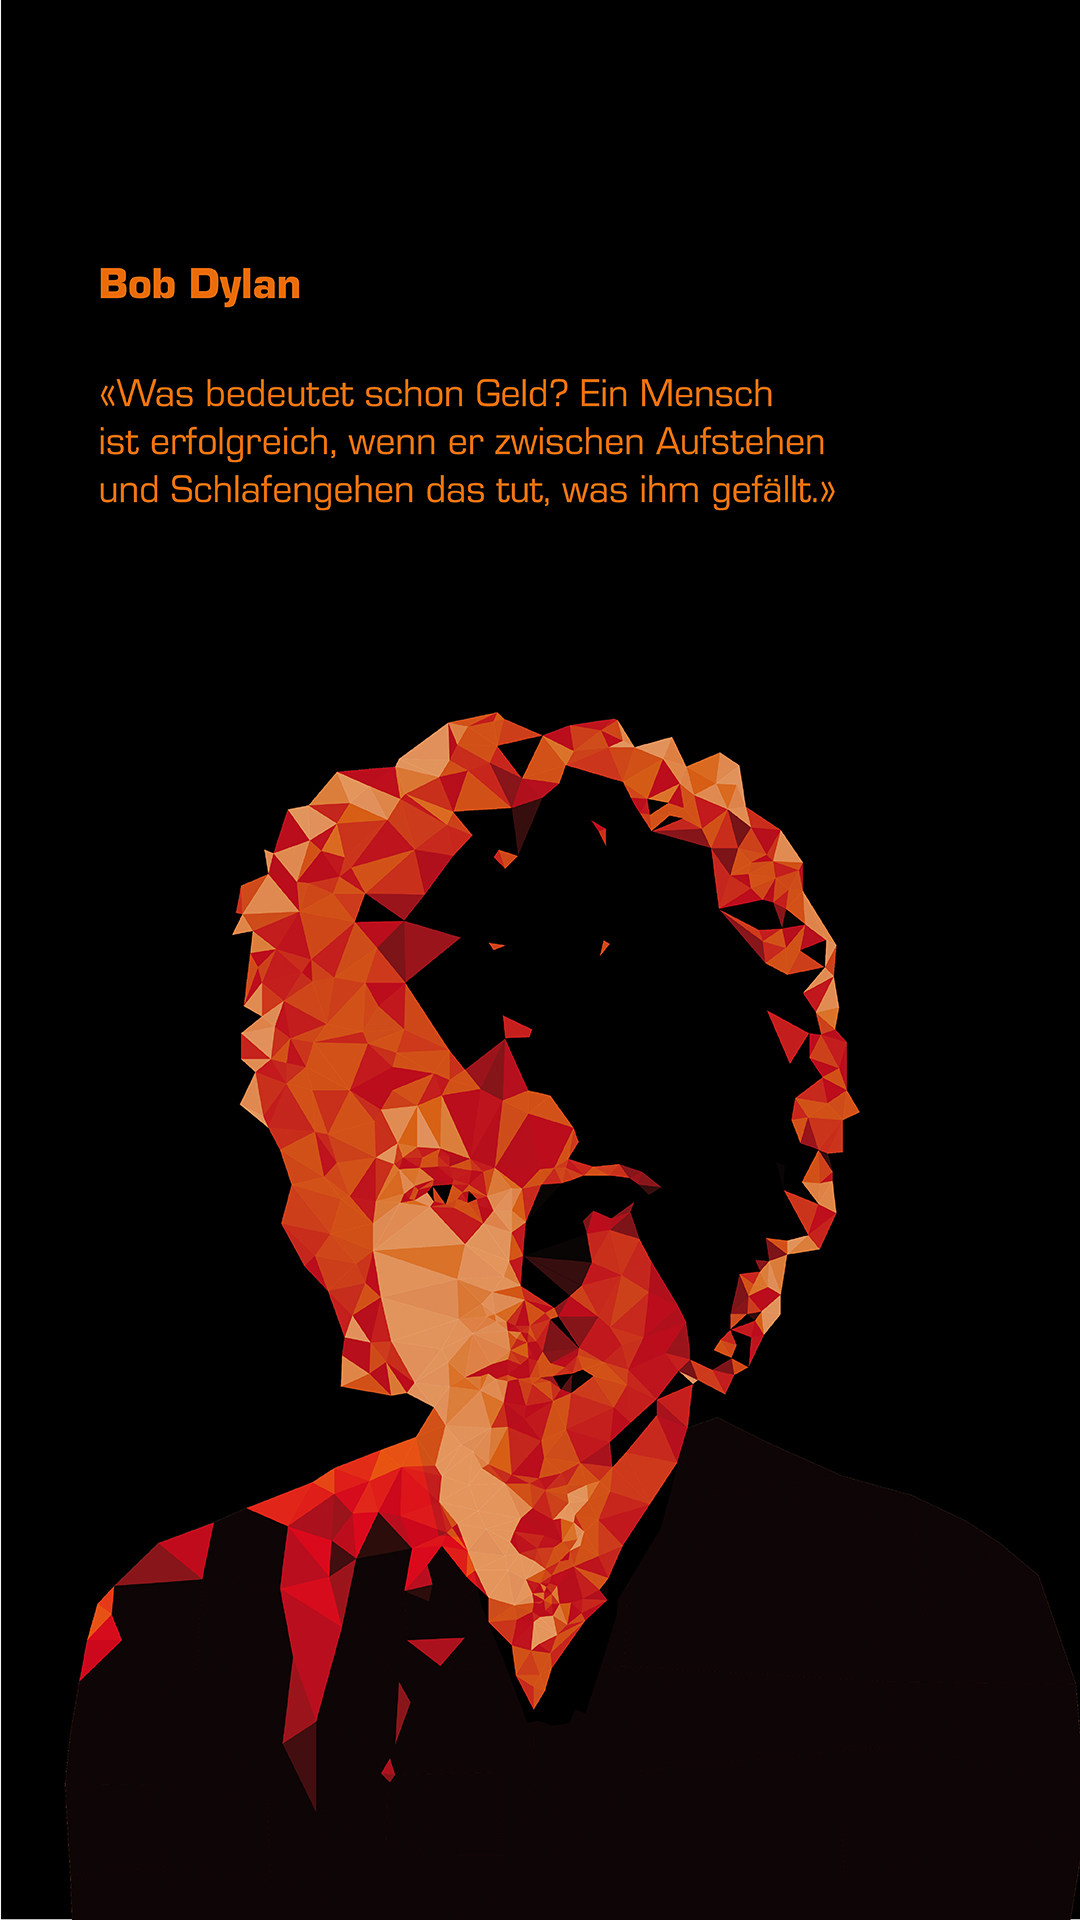 Bob Dylan
«Was bedeutet schon Geld? Ein Mensch
ist erfolgreich, wenn er zwischen Aufstehen
und Schlafengehen das tut, was ihm gefällt.»